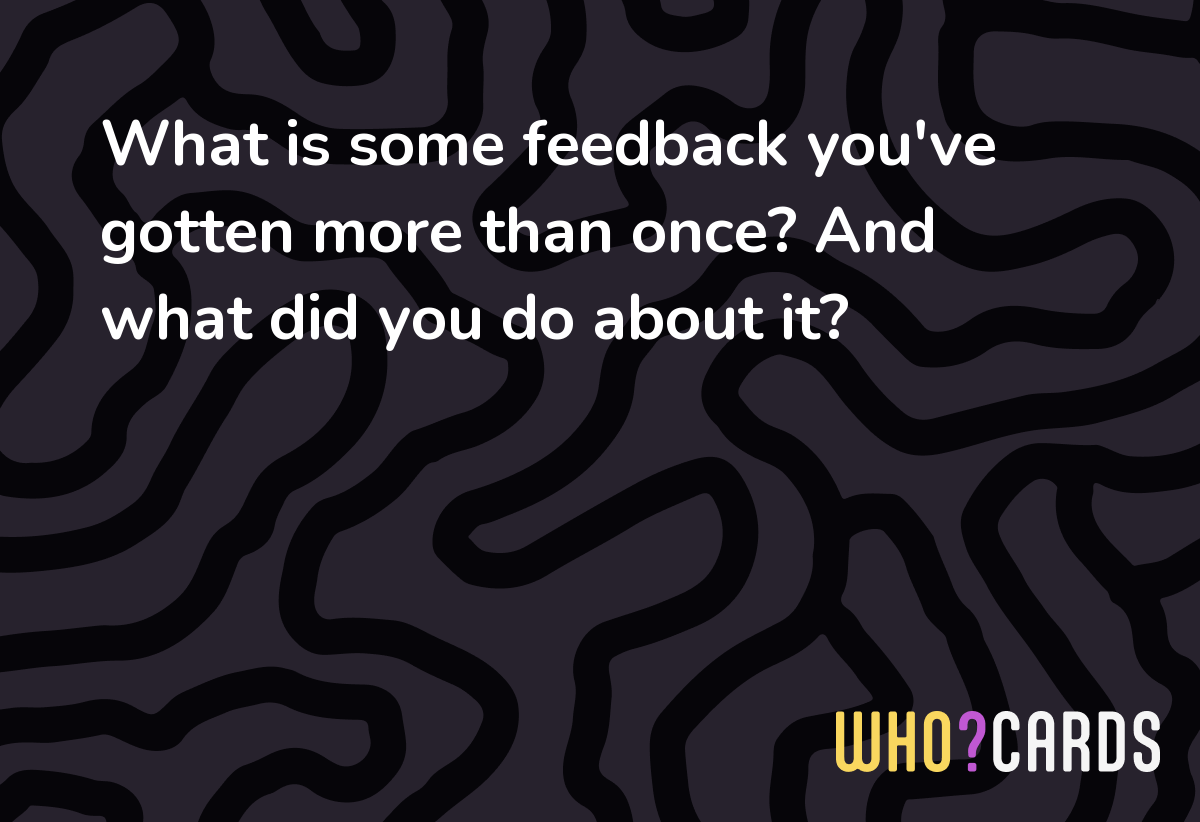 What is some feedback you've
gotten more than once? And
what did you do about it?
WHO?CARDS